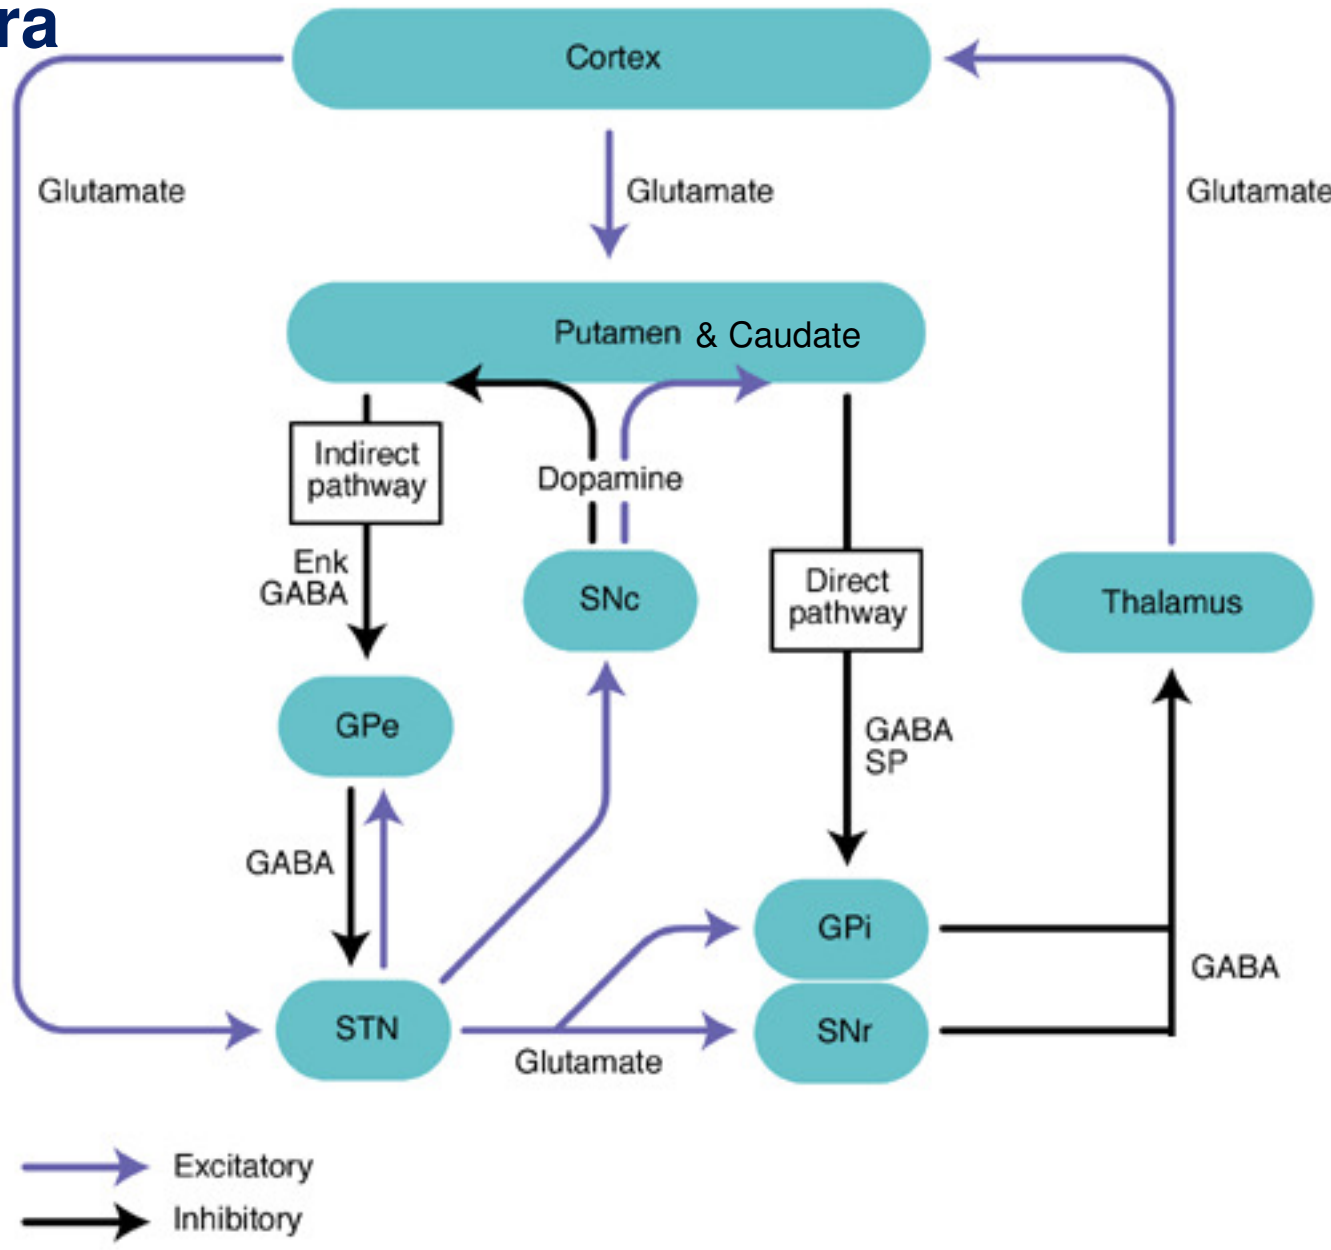 ra
Cortex
Glutamate
Glutamate
Glutamate
Putamen & Caudate
Indirect
pathway
Dopamine
Enk
GABA
SNc
Direct
pathway
Thalamus
GPe
GABA
SP
GABA
GPi
GABA
STN
SNr
Glutamate
Excitatory
Inhibitory